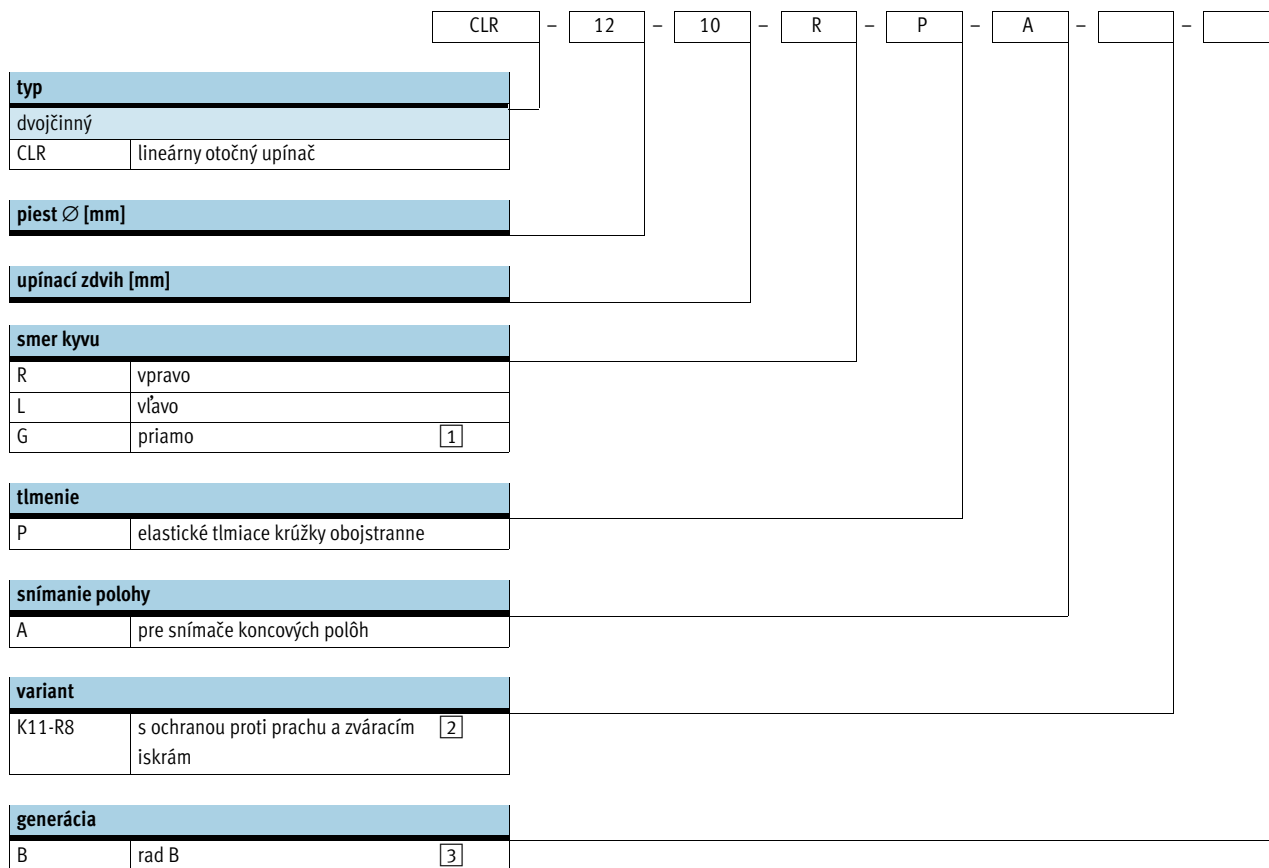 CLR – 12 – 10 – R – P – A – –
typ
dvojčinný
CLR lineárny otočný upínač
piest ∅ [mm]
upínací zdvih [mm]
smer kyvu
R vpravo
L vľavo
G priamo 1
tlmenie
P elastické tlmiace krúžky obojstranne
snímanie polohy
A pre snímače koncových polôh
variant
K11-R8 s ochranou proti prachu a zváracím 2
iskrám
generácia
B rad B 3